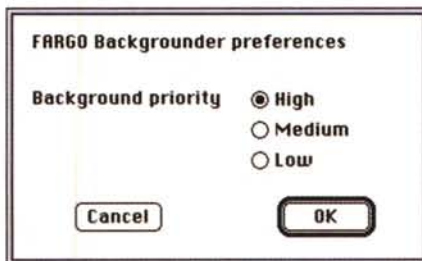 FARGO Backgrounder preferences
Background priority High
Medium
Low
Cancel OK